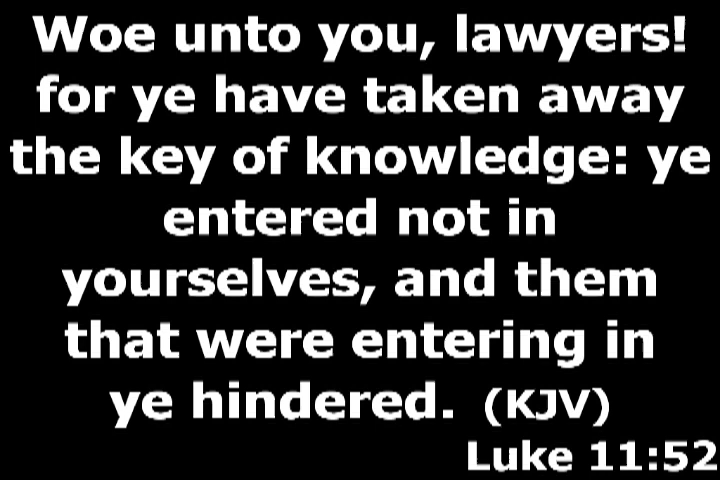 Woe unto you, lawyers!
for ye have taken away
the key of knowledge: ye
entered not in
yourselves, and them
that were entering in
ye hindered. (KJV)
Luke 11:52